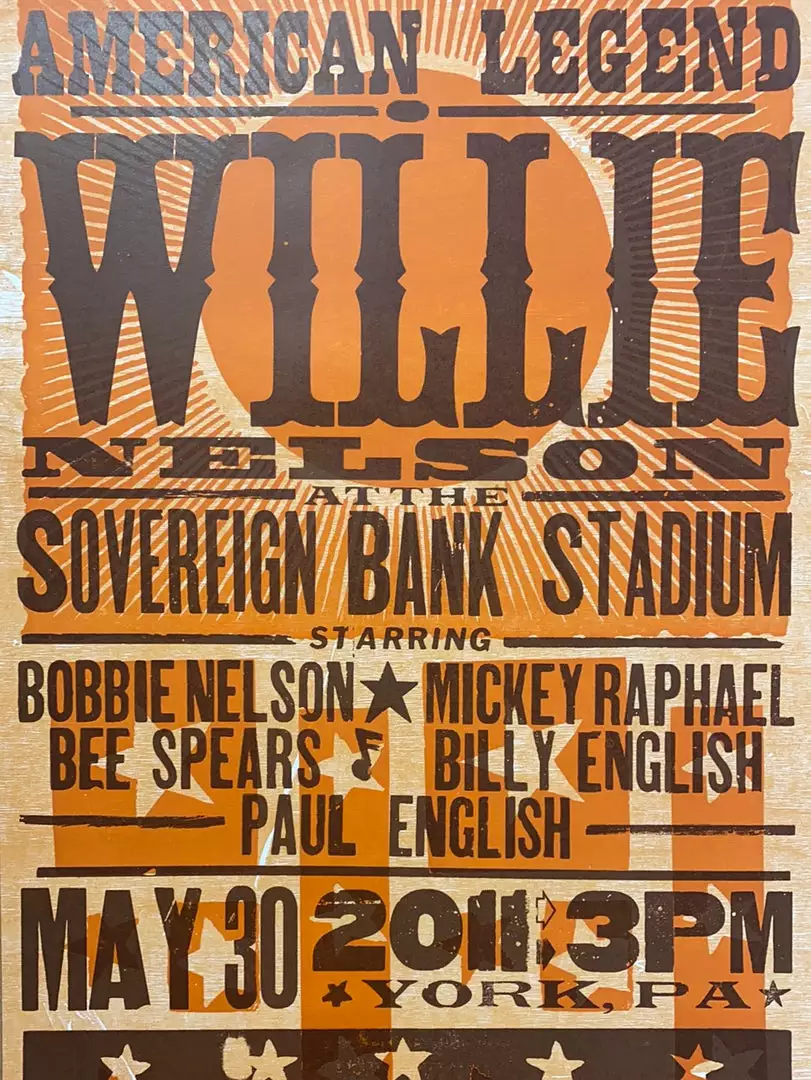 AMERICAN LEGEND
WILLIE
NELSON
AT THE
SOVEREIGN BANK STADIUM
STARRING
BOBBIE NELSON ★ MICKEY RAPHAEL
BEE SPEARS ♪ BILLY ENGLISH
PAUL ENGLISH
MAY 30 2011 3PM
★ YORK, PA ★